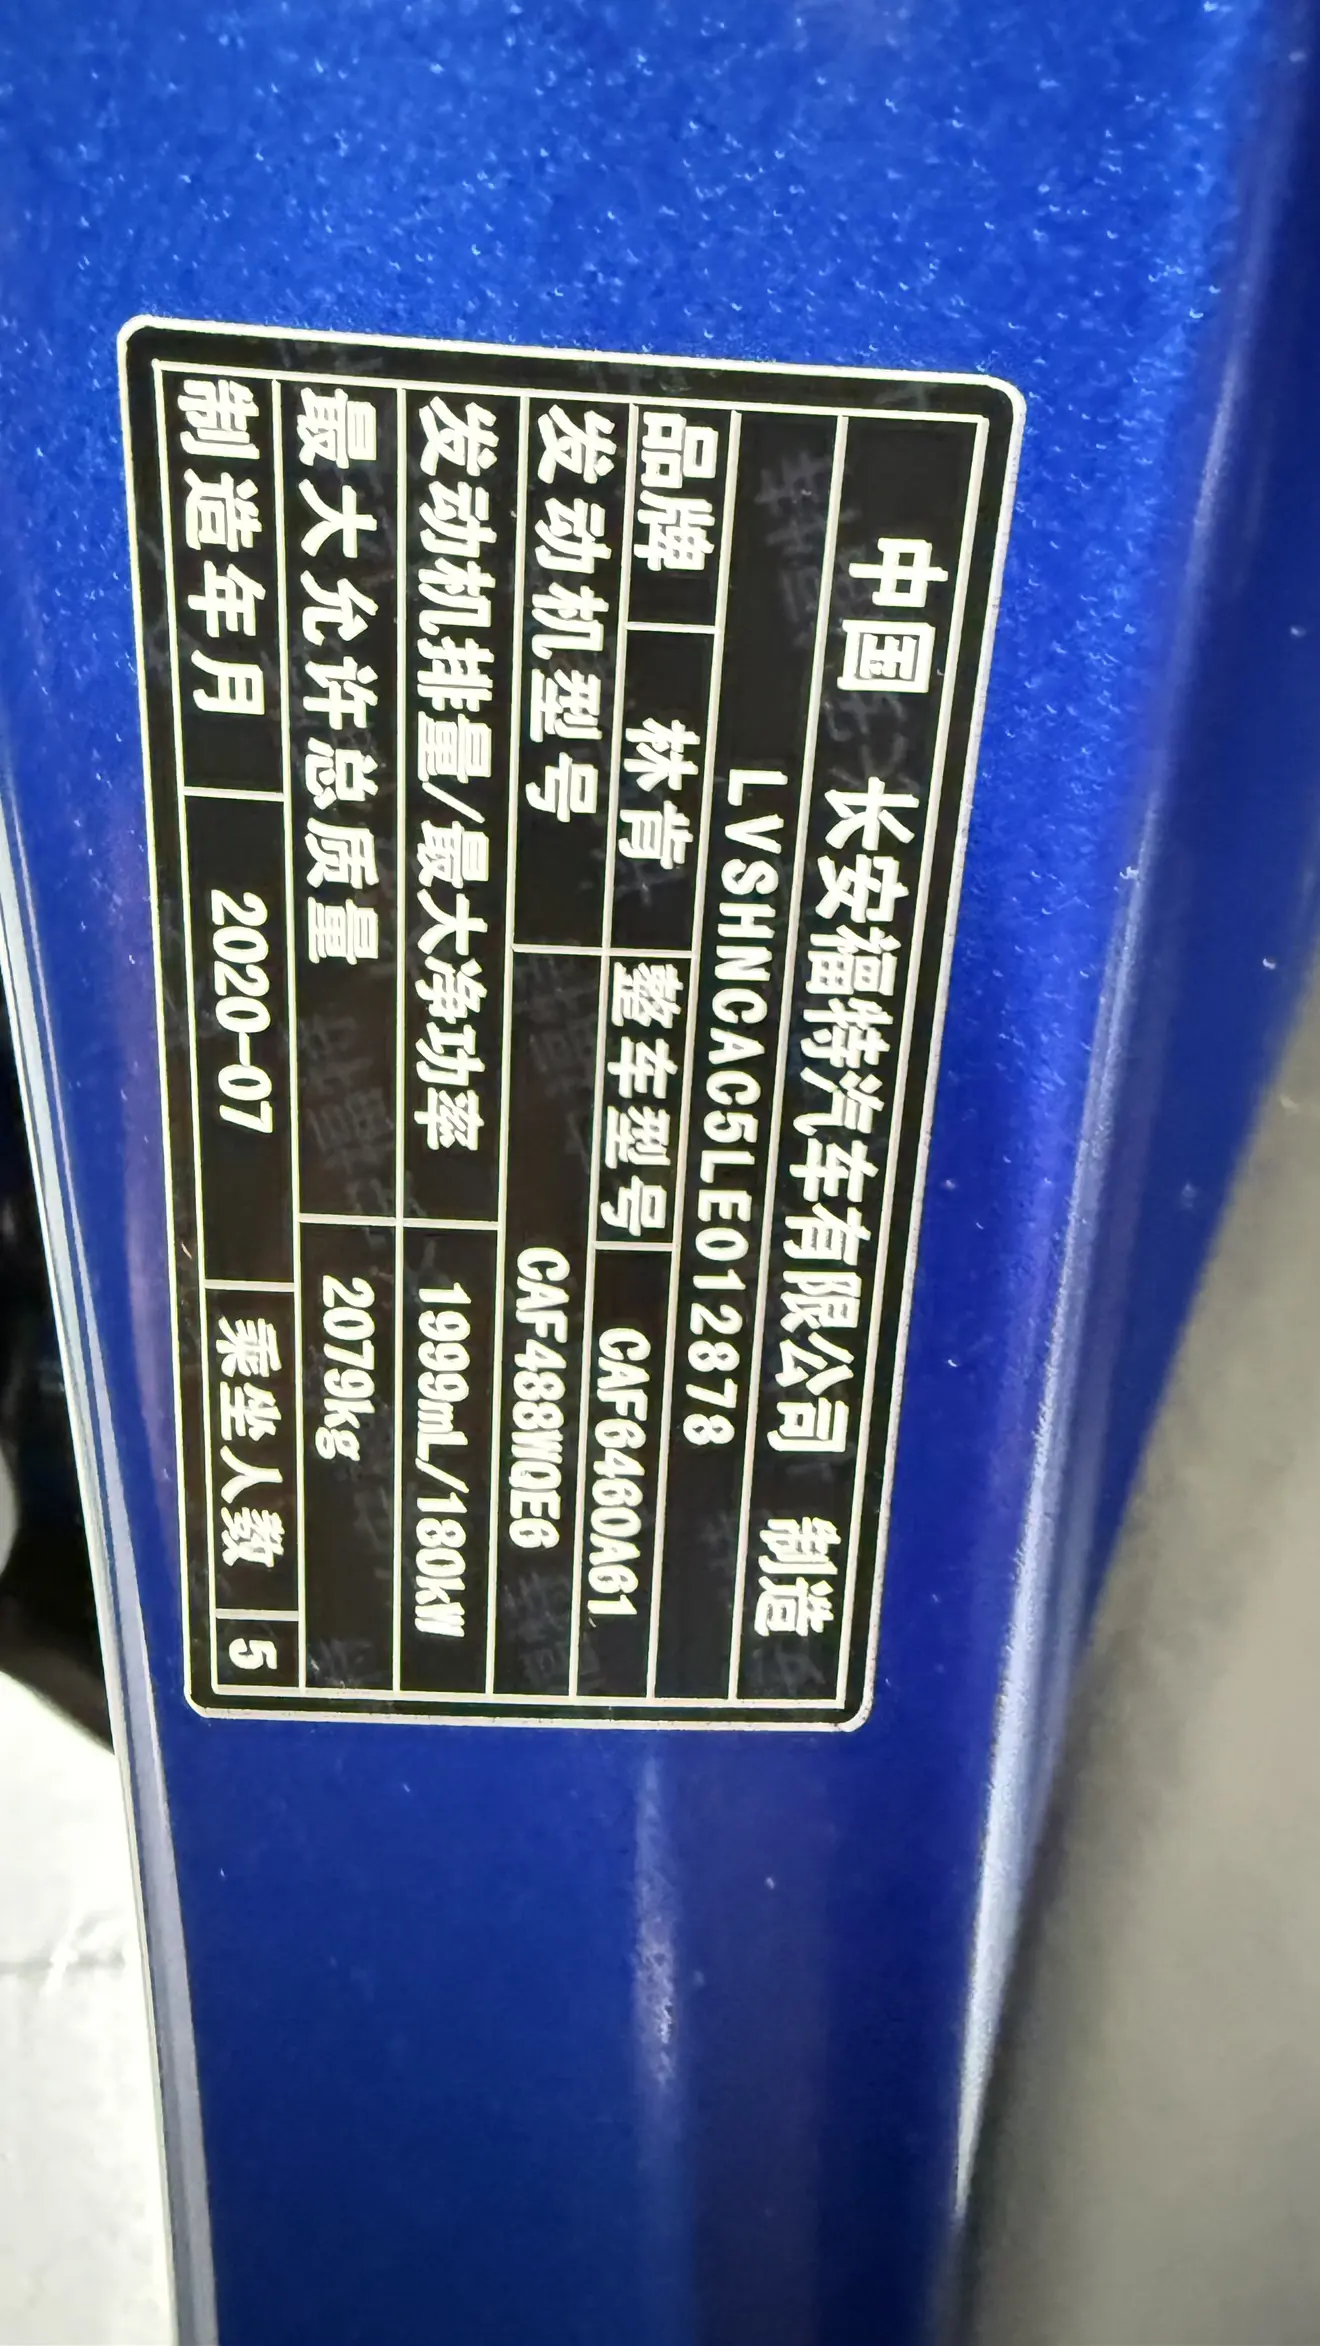 中国 长安福特汽车有限公司 制造
LVSHNCAC5LE012878
品牌 林肯 整车型号 CAF6460A61
发动机型号 CAF488WQE6
发动机排量/最大净功率 1999mL/180kW
最大允许总质量 2079kg
制造年月 2020-07 乘坐人数 5